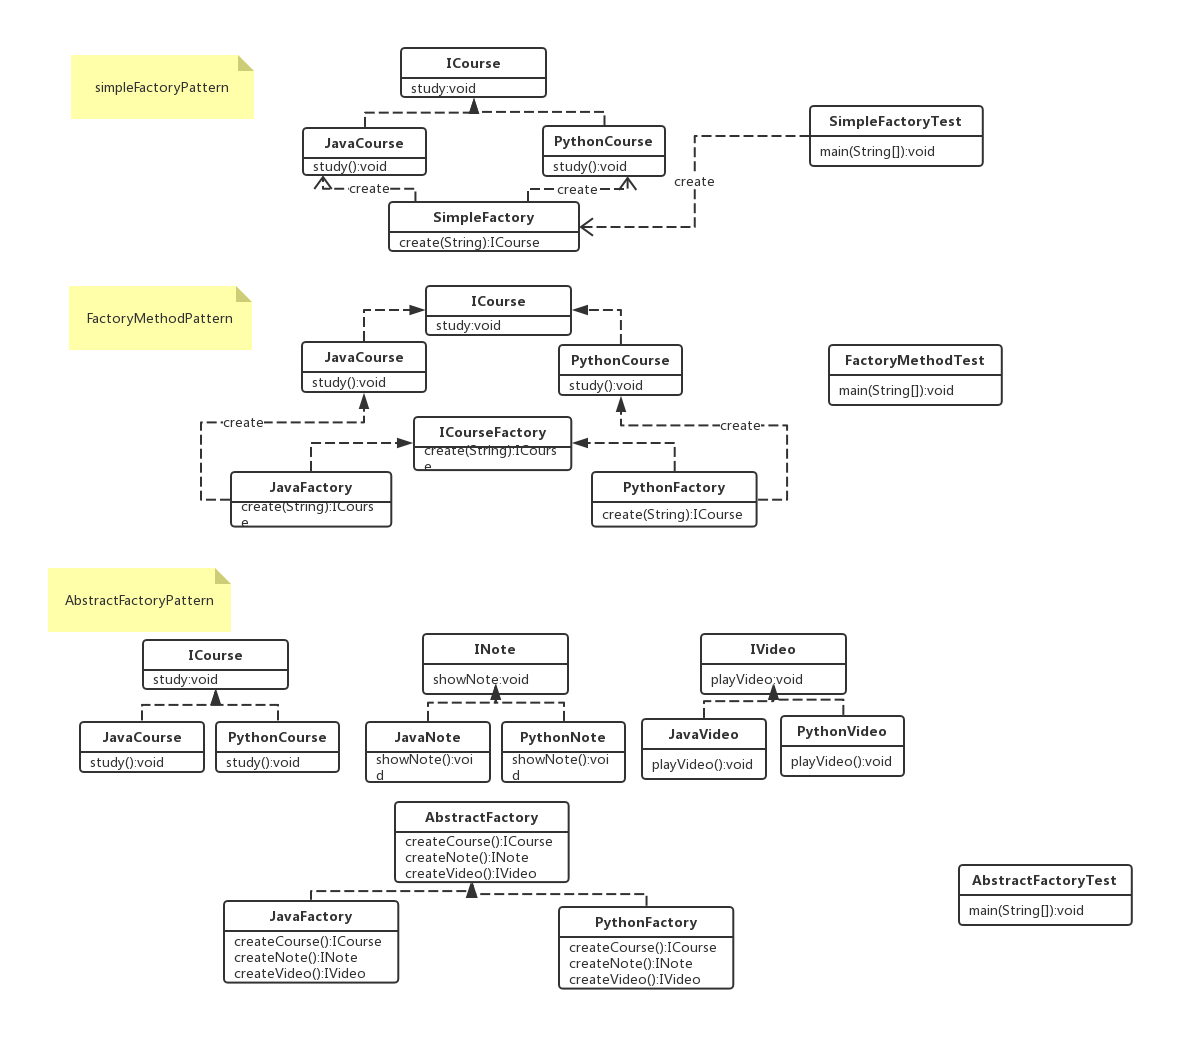 simpleFactoryPattern
ICourse
study:void
JavaCourse
study():void
PythonCourse
study():void
SimpleFactoryTest
main(String[]):void
create
create
create
SimpleFactory
create(String):ICourse
FactoryMethodPattern
ICourse
study:void
JavaCourse
study():void
PythonCourse
study():void
FactoryMethodTest
main(String[]):void
create
create
ICourseFactory
create(String):ICours
e
JavaFactory
create(String):ICours
e
PythonFactory
create(String):ICourse
AbstractFactoryPattern
ICourse
study:void
INote
showNote:void
IVideo
playVideo:void
JavaCourse
study():void
PythonCourse
study():void
JavaNote
showNote():voi
d
PythonNote
showNote():voi
d
JavaVideo
playVideo():void
PythonVideo
playVideo():void
AbstractFactory
createCourse():ICourse
createNote():INote
createVideo():IVideo
AbstractFactoryTest
main(String[]):void
JavaFactory
createCourse():ICourse
createNote():INote
createVideo():IVideo
PythonFactory
createCourse():ICourse
createNote():INote
createVideo():IVideo